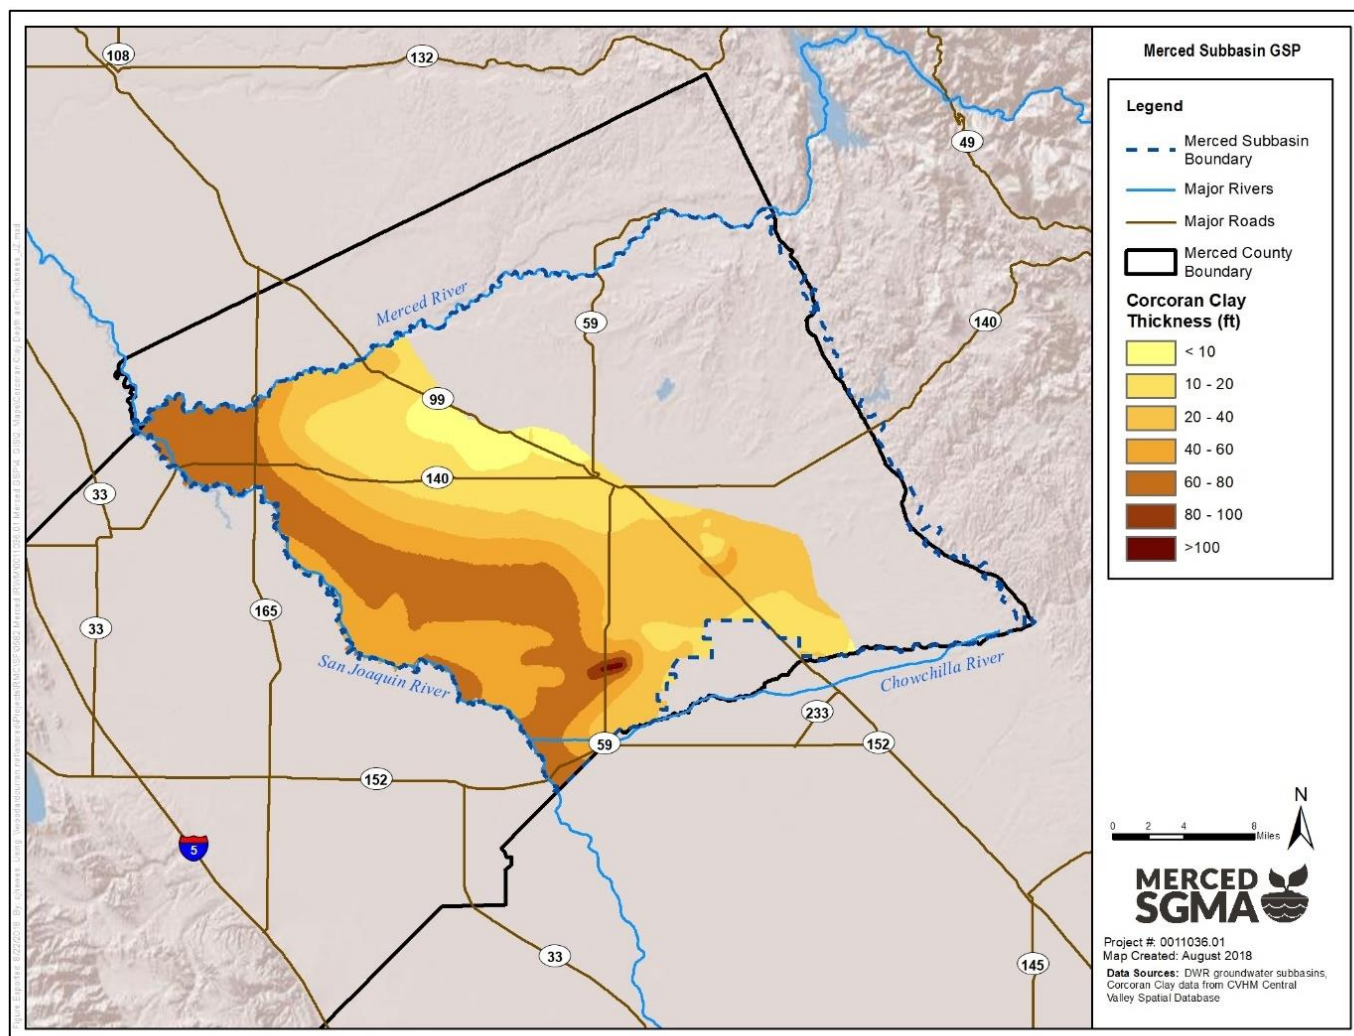 Merced Subbasin GSP
Legend
Merced Subbasin
Boundary
Major Rivers
Major Roads
Merced County
Boundary
Corcoran Clay
Thickness (ft)
< 10
10 - 20
20 - 40
40 - 60
60 - 80
80 - 100
>100
108
132
49
Merced River
59
140
99
140
33
165
33
San Joaquin River
Chowchilla River
233
59
152
152
5
33
145
N
0 2 4 8
Miles
MERCED
SGMA
Project #: 0011036.01
Map Created: August 2018
Data Sources: DWR groundwater subbasins,
Corcoran Clay data from CVHM Central
Valley Spatial Database